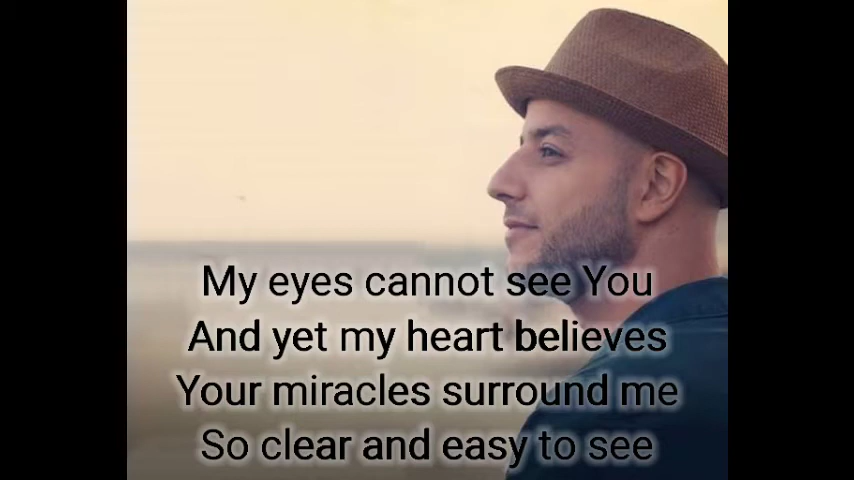 My eyes cannot see You
And yet my heart believes
Your miracles surround me
So clear and easy to see